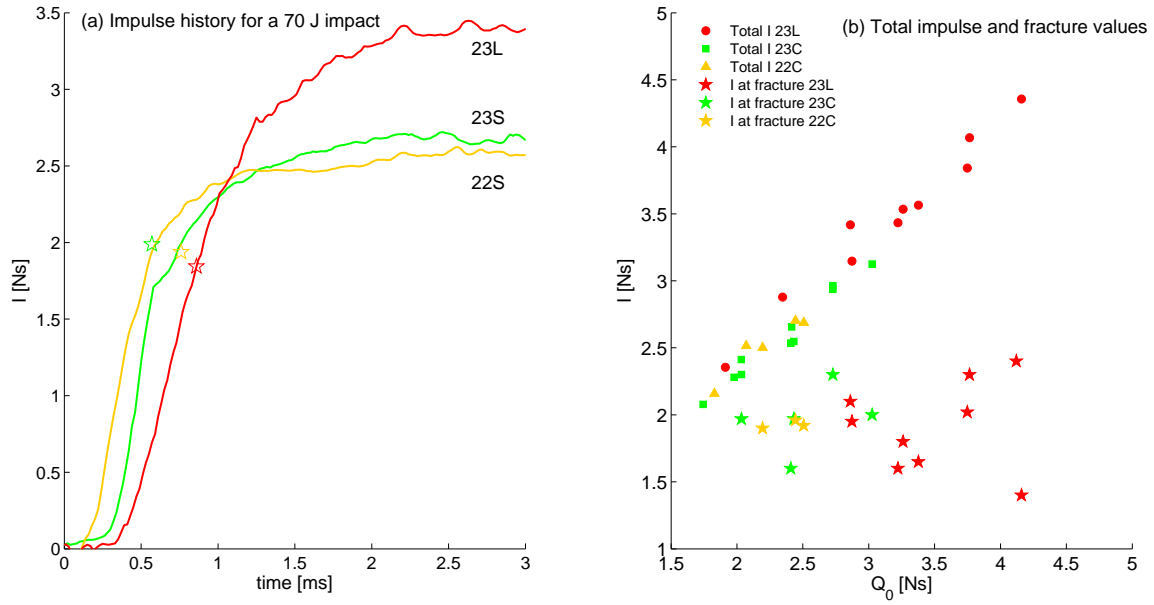 (a) Impulse history for a 70 J impact
3.5
3
2.5
2
1.5
1
0.5
0
I [Ns]
23L
23S
22S
0
0.5
1
1.5
2
2.5
3
time [ms]
(b) Total impulse and fracture values
Total I 23L
Total I 23C
Total I 22C
I at fracture 23L
I at fracture 23C
I at fracture 22C
5
4.5
4
3.5
3
2.5
2
1.5
1
I [Ns]
1.5
2
2.5
3
3.5
4
4.5
5
Q_0 [Ns]